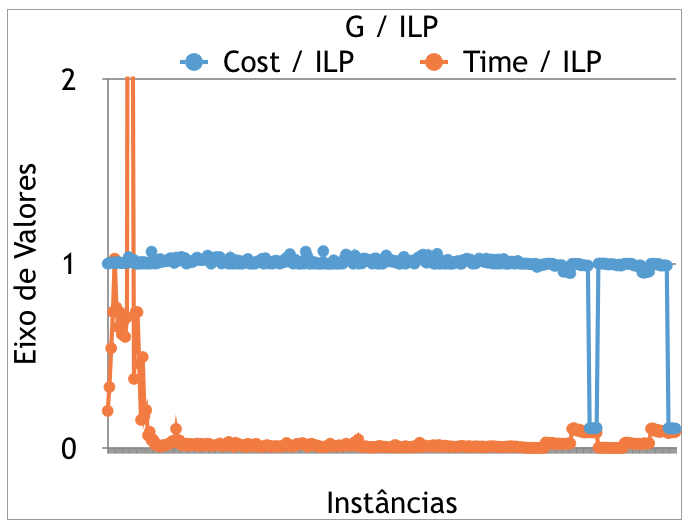 G / ILP
Cost / ILP Time / ILP
2
1
0
Eixo de Valores
Instâncias